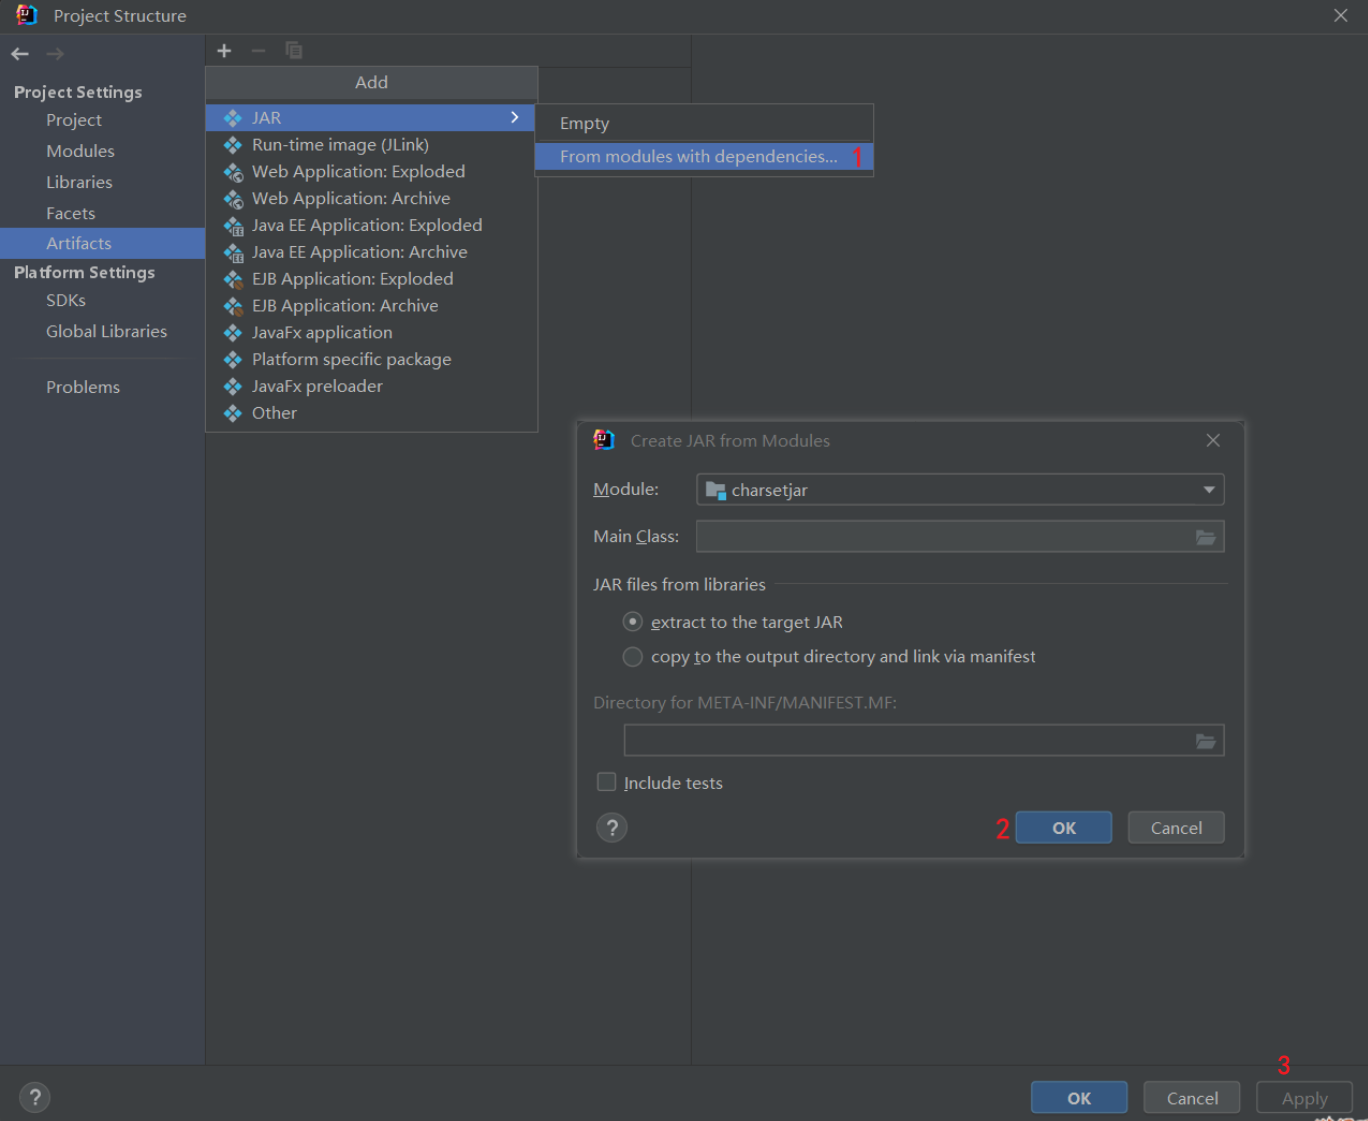 Project Structure
Project Settings
Project
Modules
Libraries
Facets
Artifacts
Platform Settings
SDKs
Global Libraries
Problems
Add
JAR
Run-time image (JLink)
Web Application: Exploded
Web Application: Archive
Java EE Application: Exploded
Java EE Application: Archive
EJB Application: Exploded
EJB Application: Archive
JavaFx application
Platform specific package
JavaFx preloader
Other
Empty
From modules with dependencies... 1
Create JAR from Modules
Module: charsetjar
Main Class:
JAR files from libraries
extract to the target JAR
copy to the output directory and link via manifest
Directory for META-INF/MANIFEST.MF:
Include tests
? 2 OK Cancel
3
? OK Cancel Apply